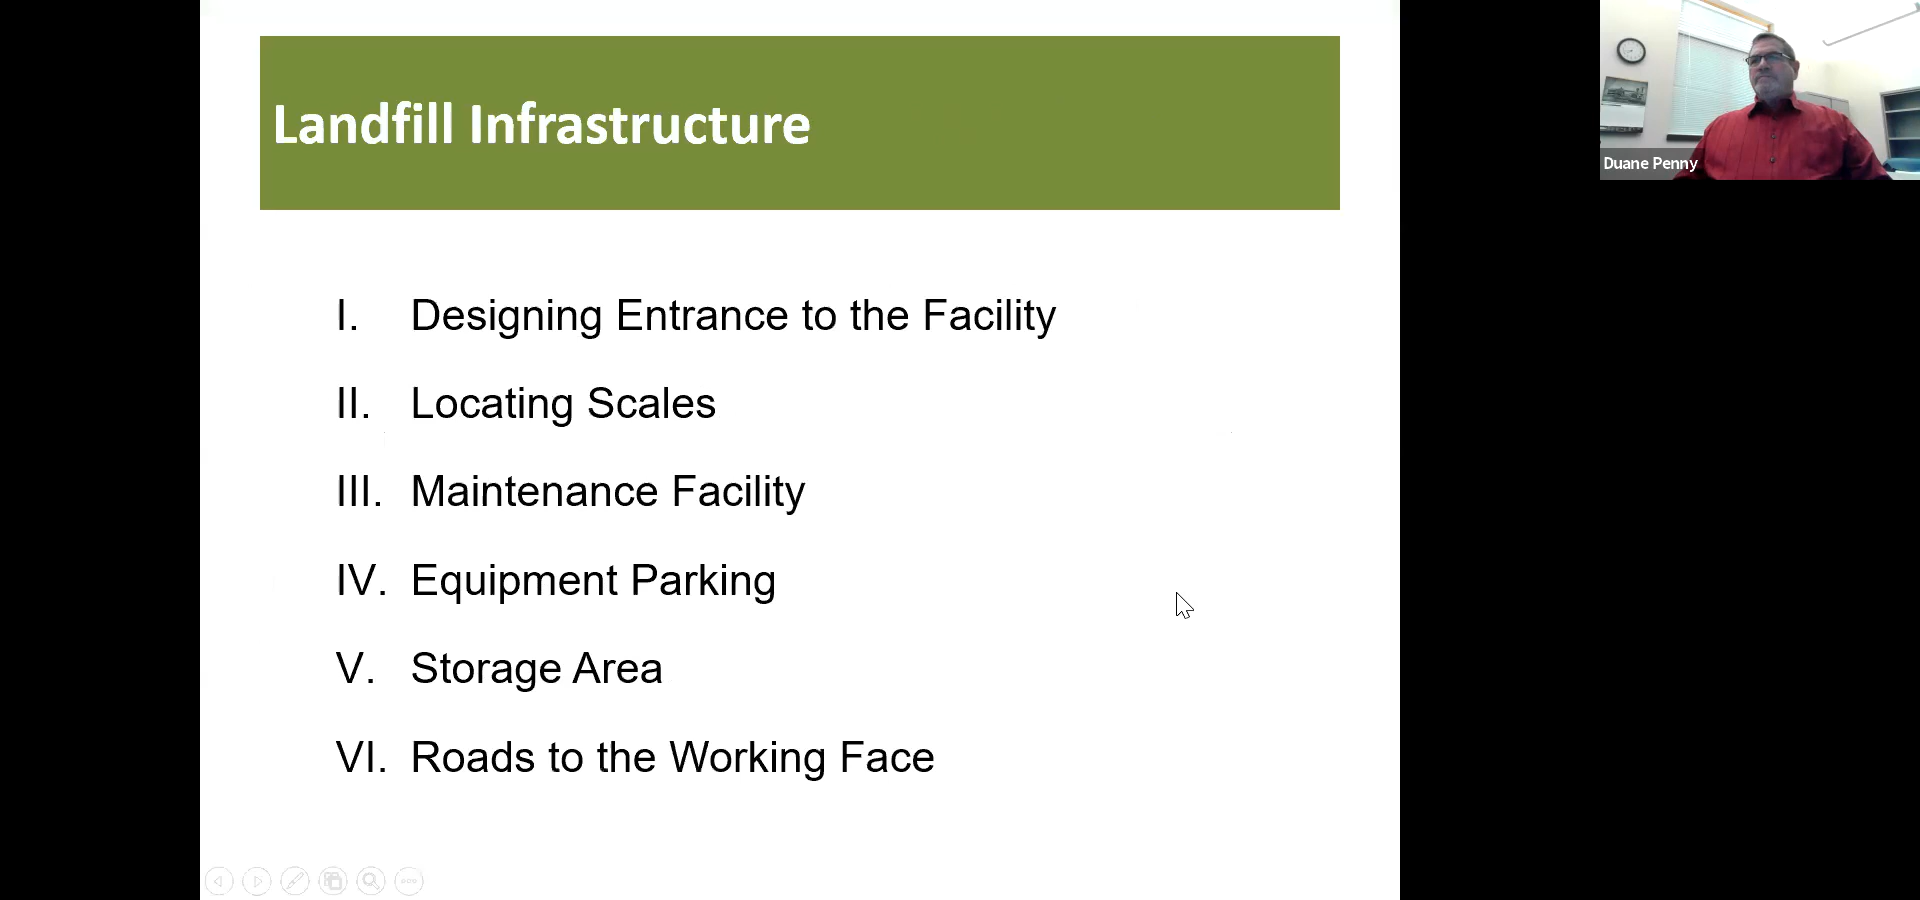 Landfill Infrastructure
I. Designing Entrance to the Facility
II. Locating Scales
III. Maintenance Facility
IV. Equipment Parking
V. Storage Area
VI. Roads to the Working Face
Duane Penny